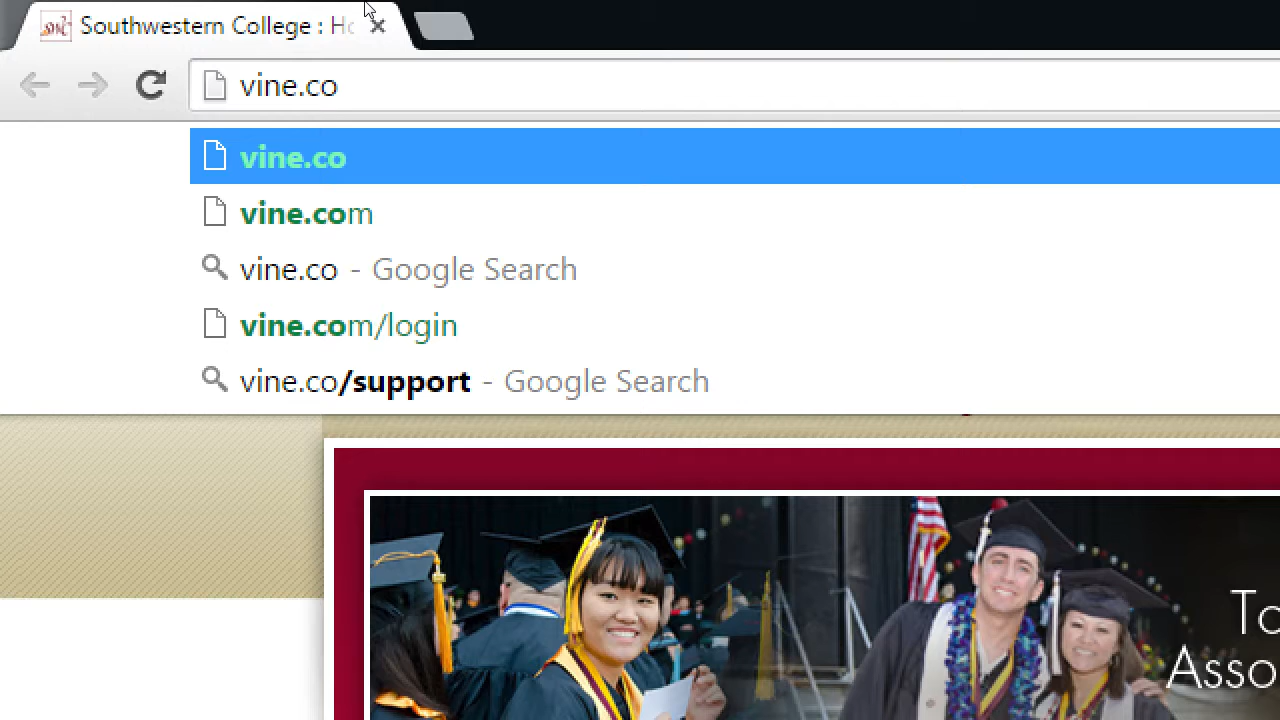 Southwestern College : Ho
vine.co
vine.co
vine.com
vine.co - Google Search
vine.com/login
vine.co/support - Google Search